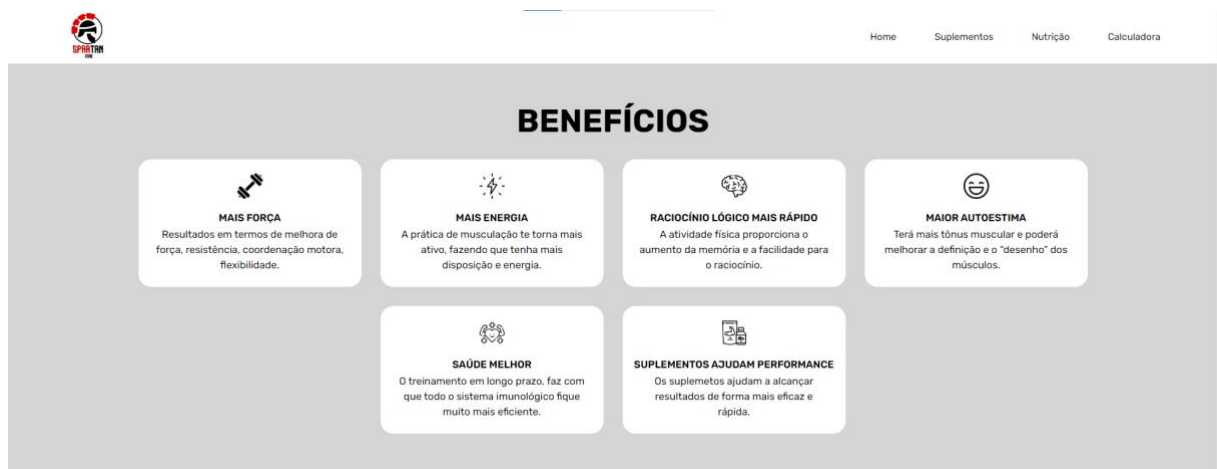 SPARTAN
Home Suplementos Nutrição Calculadora
BENEFÍCIOS
MAIS FORÇA
Resultados em termos de melhora de
força, resistência, coordenação motora,
flexibilidade.
MAIS ENERGIA
A prática de musculação te torna mais
ativo, fazendo que tenha mais
disposição e energia.
RACIOCÍNIO LÓGICO MAIS RÁPIDO
A atividade física proporciona o
aumento da memória e a facilidade para
o raciocínio.
MAIOR AUTOESTIMA
Terá mais tônus muscular e poderá
melhorar a definição e o "desenho" dos
músculos.
SAÚDE MELHOR
O treinamento em longo prazo, faz com
que todo o sistema imunológico fique
muito mais eficiente.
SUPLEMENTOS AJUDAM PERFORMANCE
Os suplemetos ajudam a alcançar
resultados de forma mais eficaz e
rápida.